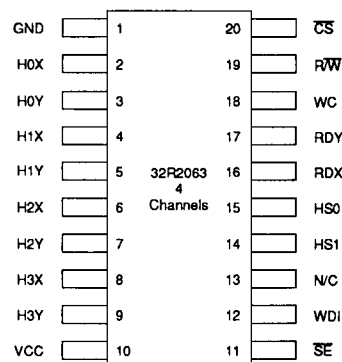 GND 1 20 C̅S̅
H0X 2 19 R/W̅
H0Y 3 18 WC
H1X 4 17 RDY
H1Y 5 32R2063 16 RDX
4
H2X 6 Channels 15 HS0
H2Y 7 14 HS1
H3X 8 13 N/C
H3Y 9 12 WDI
VCC 10 11 S̅E̅